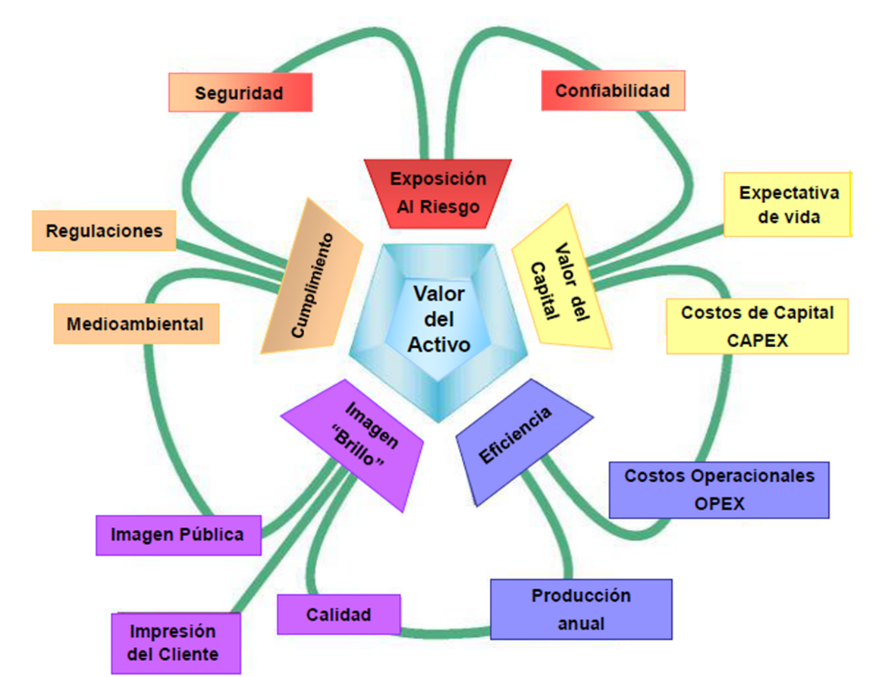 Seguridad
Confiabilidad
Exposición
Al Riesgo
Expectativa
de vida
Regulaciones
Cumplimiento
Valor del
Capital
Valor
del
Activo
Medioambiental
Costos de Capital
CAPEX
Imagen
“Brillo”
Eficiencia
Costos Operacionales
OPEX
Imagen Pública
Calidad
Producción
anual
Impresión
del Cliente